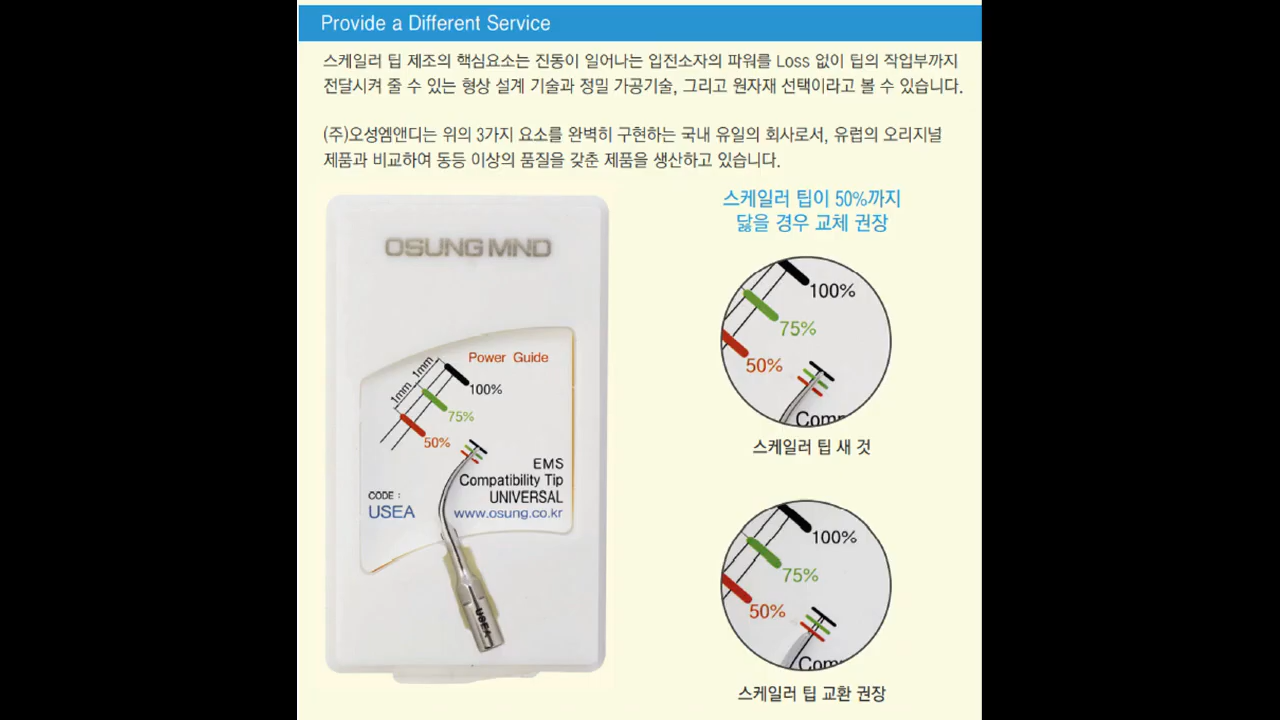 Provide a Different Service
스케일러 팁 제조의 핵심요소는 진동이 일어나는 입전소자의 파워를 Loss 없이 팁의 작업부까지
전달시켜 줄 수 있는 형상 설계 기술과 정밀 가공기술, 그리고 원자재 선택이라고 볼 수 있습니다.
(주)오성엠앤디는 위의 3가지 요소를 완벽히 구현하는 국내 유일의 회사로서, 유럽의 오리지널
제품과 비교하여 동등 이상의 품질을 갖춘 제품을 생산하고 있습니다.
OSUNG MND
Power Guide
1mm
1mm
100%
75%
50%
EMS
Compatibility Tip
UNIVERSAL
www.osung.co.kr
CODE :
USEA
USEA
스케일러 팁이 50%까지
닳을 경우 교체 권장
100%
75%
50%
Com
스케일러 팁 새 것
100%
75%
50%
Com
스케일러 팁 교환 권장